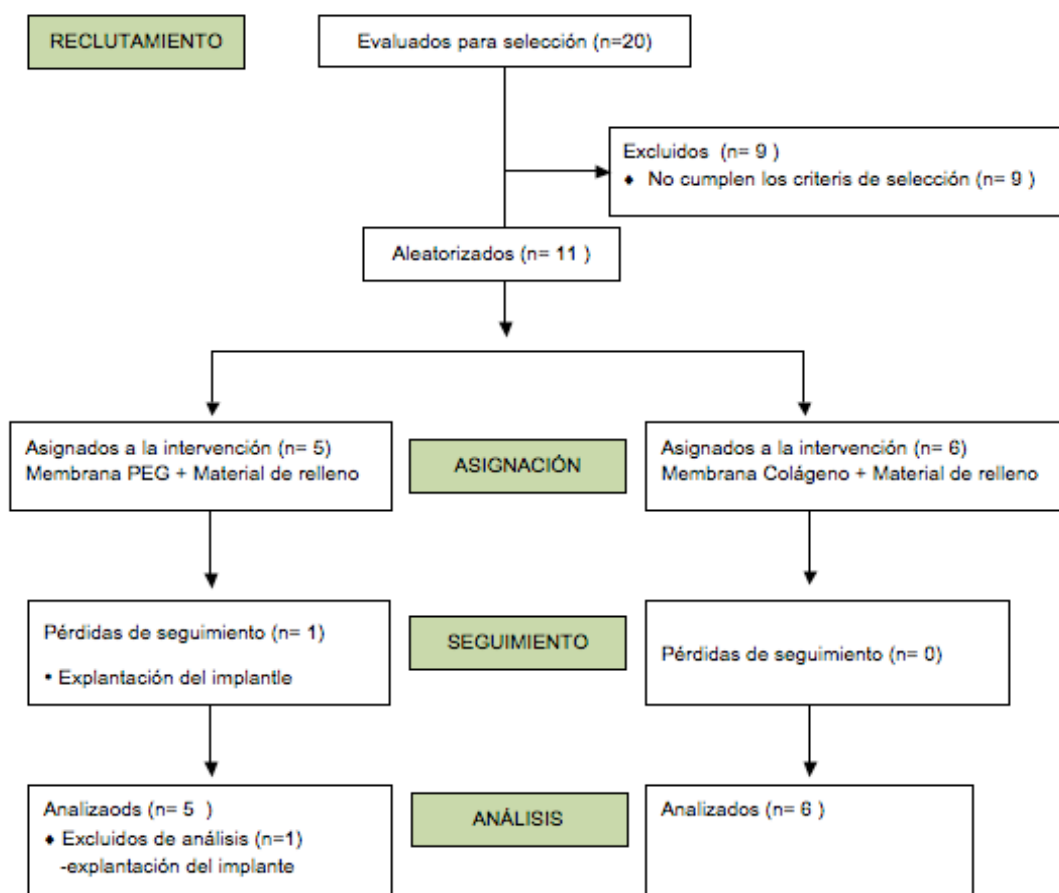 RECLUTAMIENTO
Evaluados para selección (n=20)
Excluidos (n= 9 )
♦ No cumplen los criteris de selección (n= 9 )
Aleatorizados (n= 11 )
Asignados a la intervención (n= 5)
Membrana PEG + Material de relleno
ASIGNACIÓN
Asignados a la intervención (n= 6)
Membrana Colágeno + Material de relleno
Pérdidas de seguimiento (n= 1)
• Explantación del implantle
SEGUIMIENTO
Pérdidas de seguimiento (n= 0)
Analizaods (n= 5 )
♦ Excluidos de análisis (n=1)
-explantación del implante
ANÁLISIS
Analizados (n= 6 )